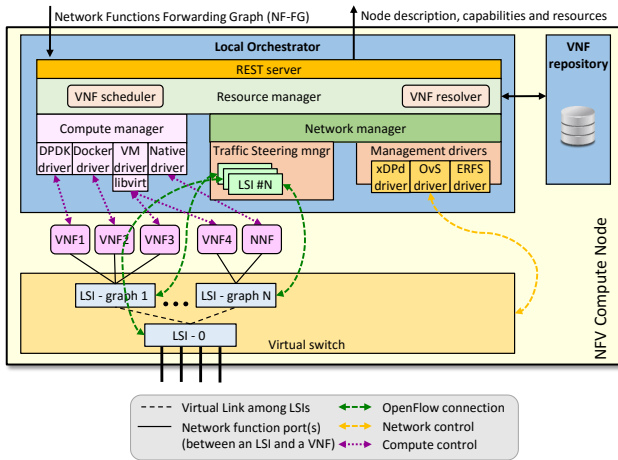 Network Functions Forwarding Graph (NF-FG)
Node description, capabilities and resources
Local Orchestrator
VNF
repository
REST server
VNF scheduler
Resource manager
VNF resolver
Compute manager
Network manager
DPDK driver
Docker driver
VM driver
Native driver
libvirt
Traffic Steering mngr
LSI #N
Management drivers
xDPd driver
OvS driver
ERFS driver
VNF1
VNF2
VNF3
VNF4
NNF
LSI - graph 1
LSI - graph N
LSI - 0
Virtual switch
NFV Compute Node
Virtual Link among LSIs
Network function port(s)
(between an LSI and a VNF)
OpenFlow connection
Network control
Compute control